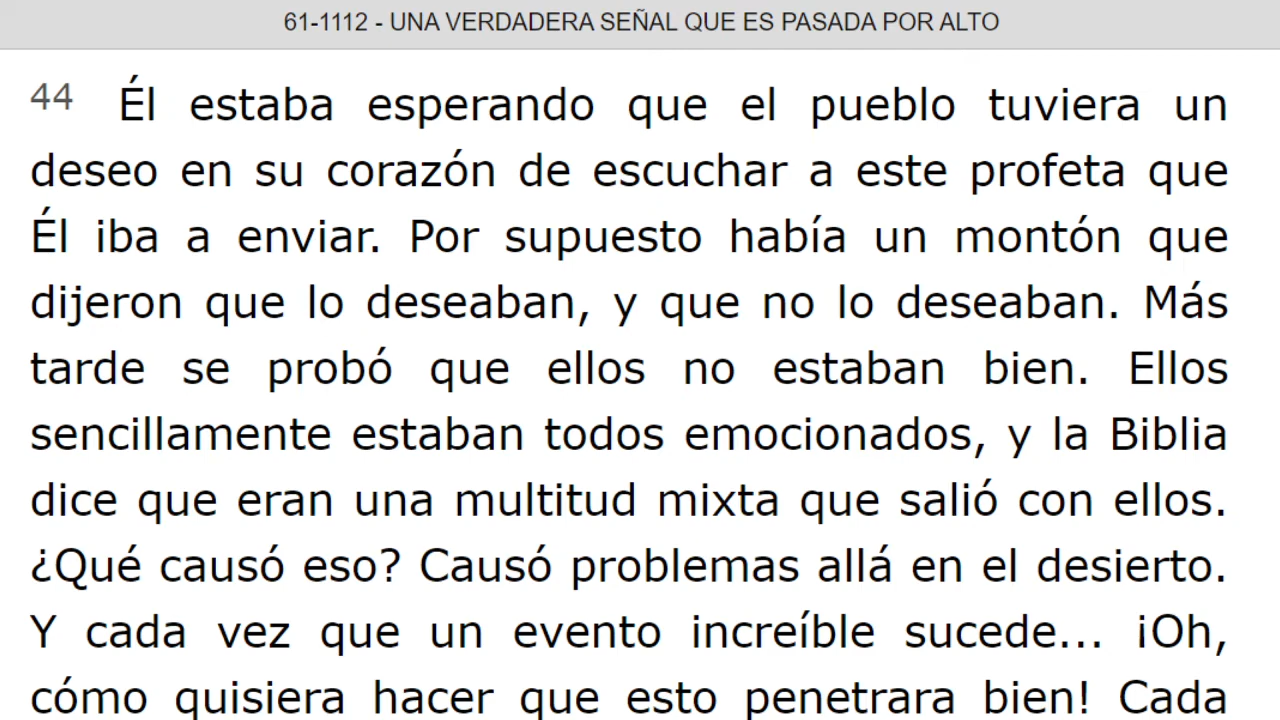 61-1112 - UNA VERDADERA SEÑAL QUE ES PASADA POR ALTO
44 Él estaba esperando que el pueblo tuviera un
deseo en su corazón de escuchar a este profeta que
Él iba a enviar. Por supuesto había un montón que
dijeron que lo deseaban, y que no lo deseaban. Más
tarde se probó que ellos no estaban bien. Ellos
sencillamente estaban todos emocionados, y la Biblia
dice que eran una multitud mixta que salió con ellos.
¿Qué causó eso? Causó problemas allá en el desierto.
Y cada vez que un evento increíble sucede... ¡Oh,
cómo quisiera hacer que esto penetrara bien! Cada